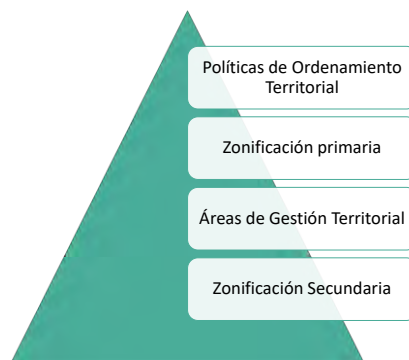 Políticas de Ordenamiento
Territorial
Zonificación primaria
Áreas de Gestión Territorial
Zonificación Secundaria